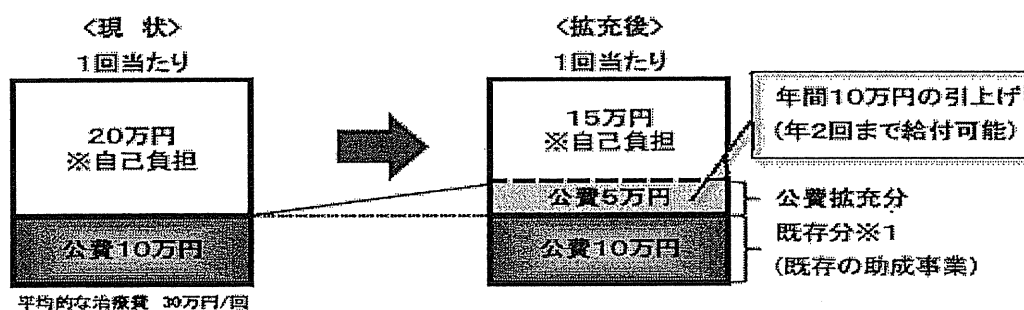 <現 状>
1回当たり
20万円
※自己負担
公費10万円
平均的な治療費 30万円/回
<拡充後>
1回当たり
15万円
※自己負担
公費5万円
公費10万円
年間10万円の引上げ
(年2回まで給付可能)
公費拡充分
既存分※1
(既存の助成事業)